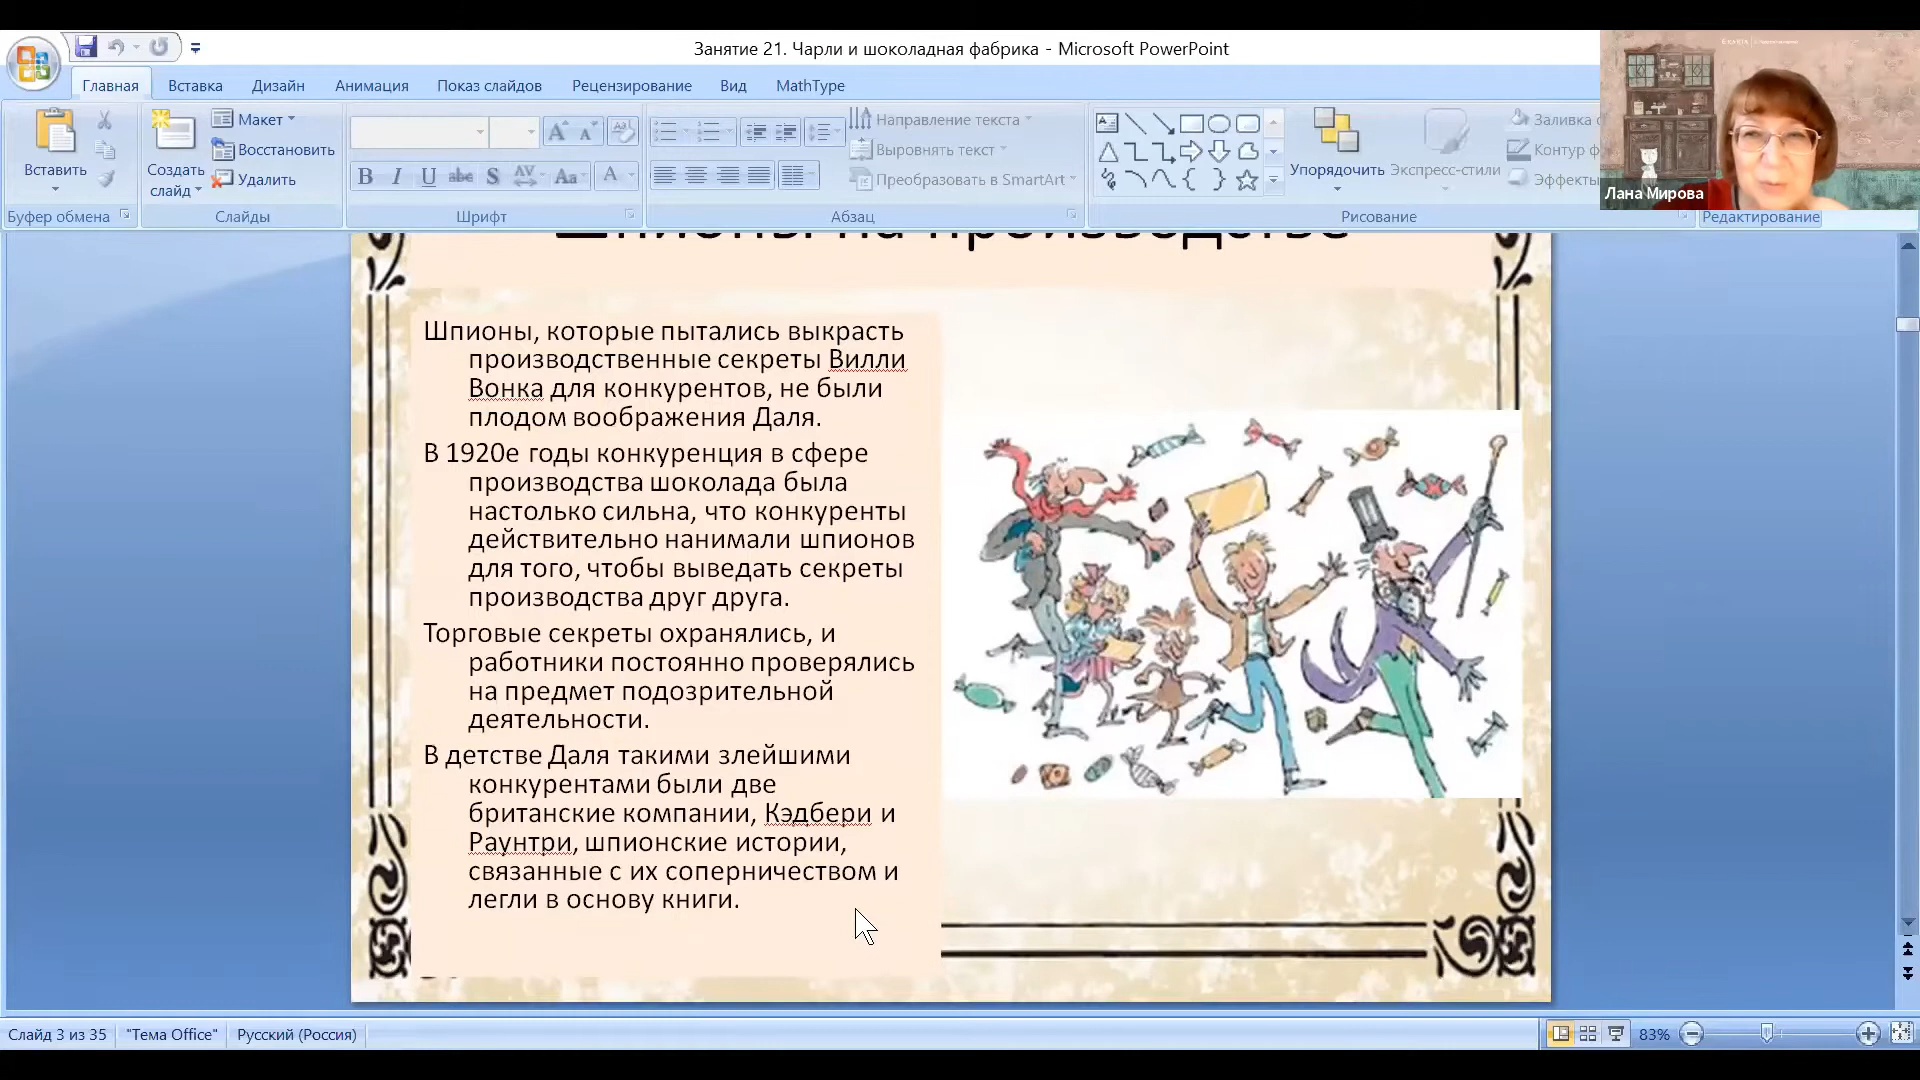 Занятие 21. Чарли и шоколадная фабрика - Microsoft PowerPoint
Главная
Вставка
Дизайн
Анимация
Показ слайдов
Рецензирование
Вид
MathType
Вставить
Буфер обмена
Создать
слайд
Макет
Восстановить
Удалить
Слайды
Шрифт
Направление текста
Выровнять текст
Преобразовать в SmartArt
Абзац
Упорядочить
Экспресс-стили
Заливка
Контур
Эффекты
Рисование
Редактирование
Лана Мирова
Шпионы на производстве
Шпионы, которые пытались выкрасть
производственные секреты Вилли
Вонка для конкурентов, не были
плодом воображения Даля.
В 1920е годы конкуренция в сфере
производства шоколада была
настолько сильна, что конкуренты
действительно нанимали шпионов
для того, чтобы выведать секреты
производства друг друга.
Торговые секреты охранялись, и
работники постоянно проверялись
на предмет подозрительной
деятельности.
В детстве Даля такими злейшими
конкурентами были две
британские компании, Кэдбери и
Раунтри, шпионские истории,
связанные с их соперничеством и
легли в основу книги.
Слайд 3 из 35
"Тема Office"
Русский (Россия)
83%